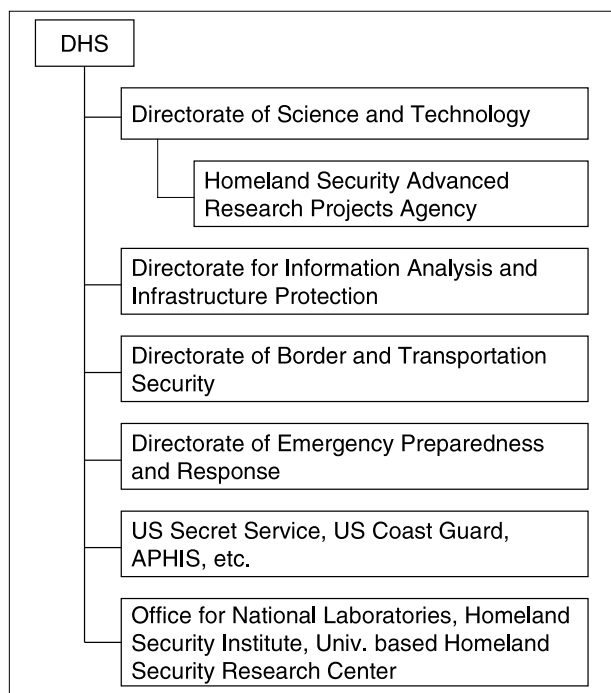 DHS
Directorate of Science and Technology
Homeland Security Advanced
Research Projects Agency
Directorate for Information Analysis and
Infrastructure Protection
Directorate of Border and Transportation
Security
Directorate of Emergency Preparedness
and Response
US Secret Service, US Coast Guard,
APHIS, etc.
Office for National Laboratories, Homeland
Security Institute, Univ. based Homeland
Security Research Center